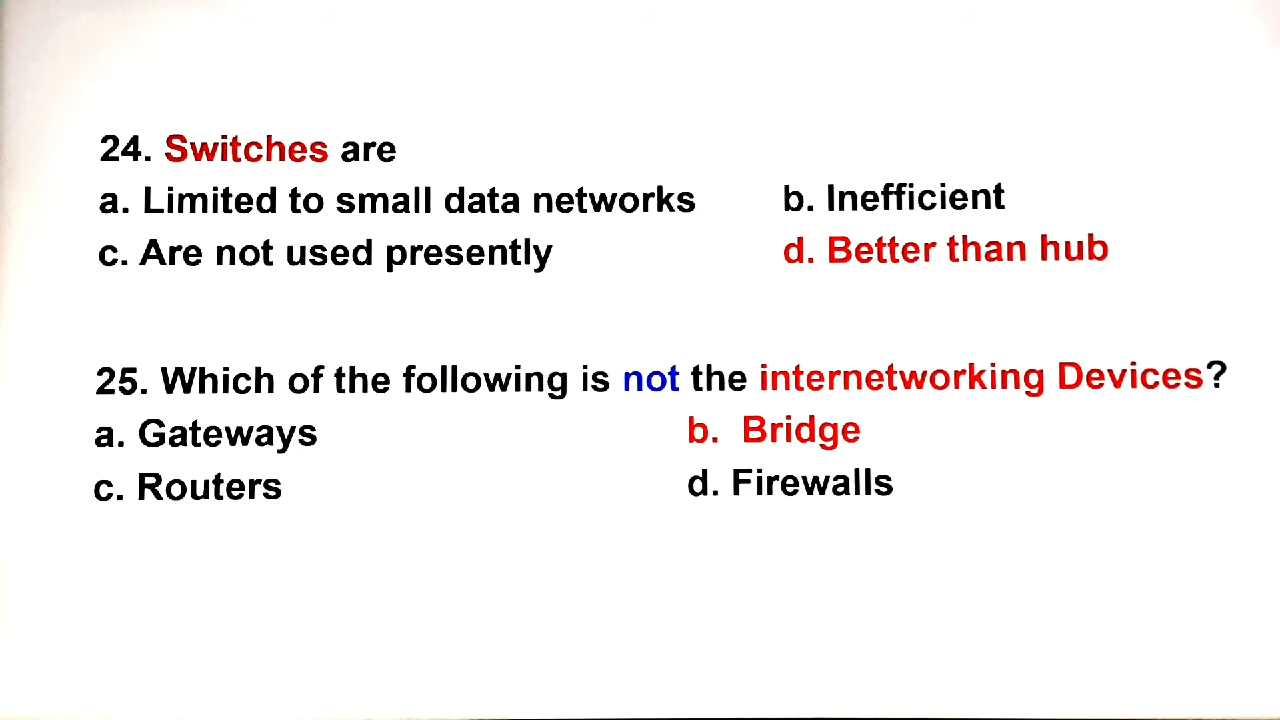 24. Switches are
a. Limited to small data networks b. Inefficient
c. Are not used presently d. Better than hub
25. Which of the following is not the internetworking Devices?
a. Gateways b. Bridge
c. Routers d. Firewalls